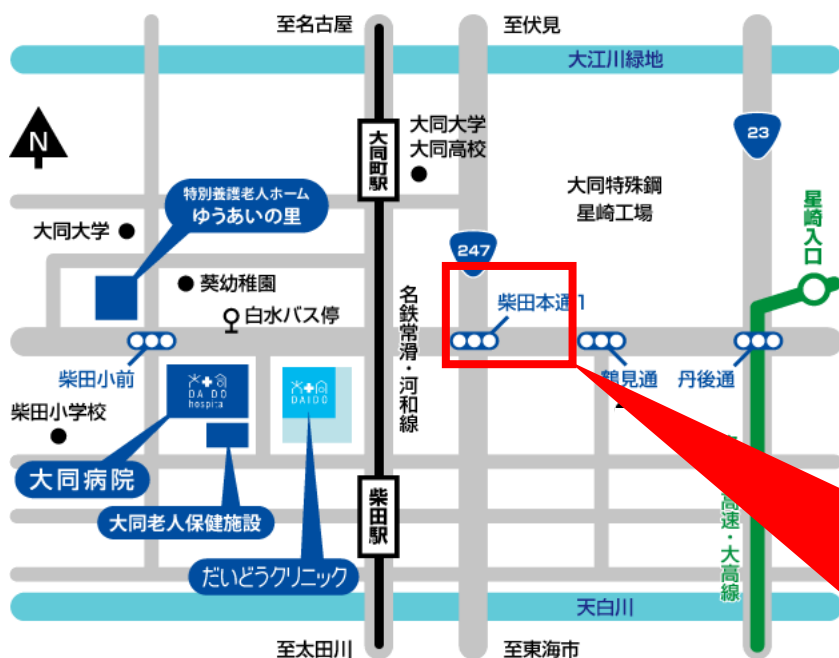 至名古屋
至伏見
大江川緑地
N
大同町駅
大同大学
大同高校
23
特別養護老人ホーム
ゆうあいの里
大同特殊鋼
星崎工場
星崎入口
大同大学
247
葵幼稚園
白水バス停
名鉄常滑・河和線
柴田本通1
柴田小前
鶴見通
丹後通
DAIDO
hospital
DAIDO
柴田小学校
大同病院
柴田駅
高速・大高線
大同老人保健施設
だいどうクリニック
天白川
至太田川
至東海市